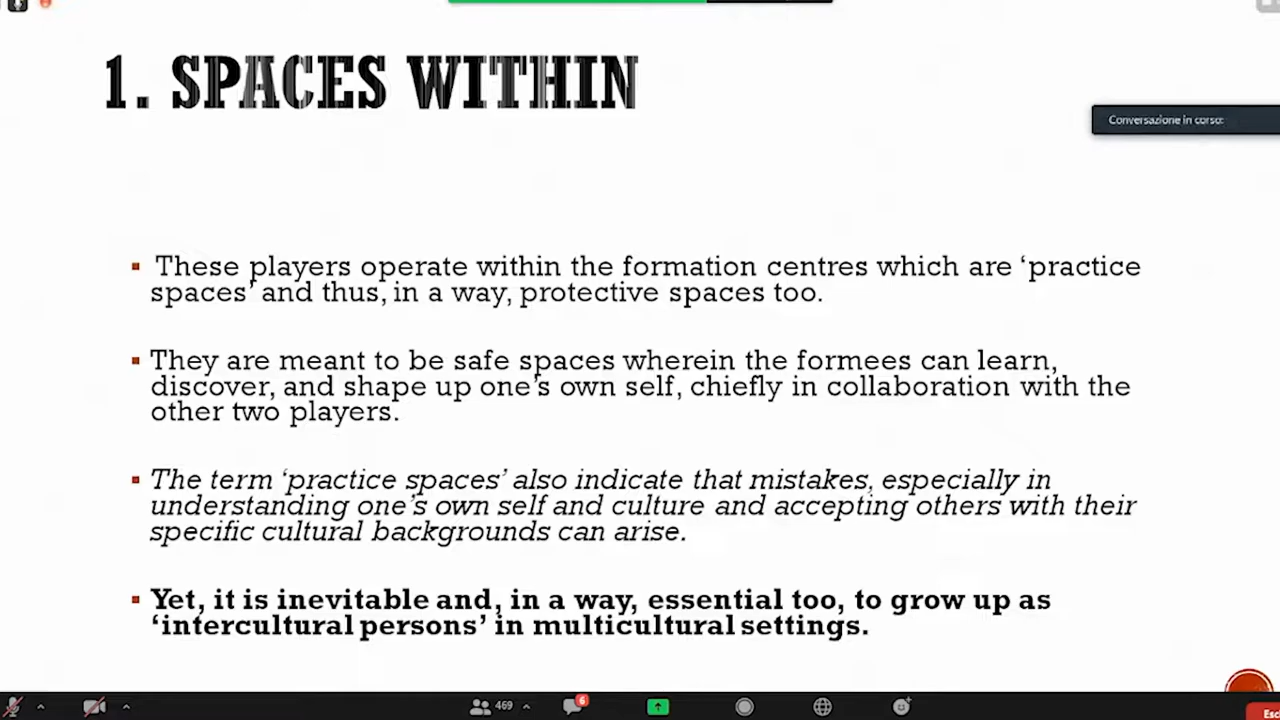 1. SPACES WITHIN
Conversazione in corso:
These players operate within the formation centres which are ‘practice
spaces’ and thus, in a way, protective spaces too.
They are meant to be safe spaces wherein the formees can learn,
discover, and shape up one’s own self, chiefly in collaboration with the
other two players.
The term ‘practice spaces’ also indicate that mistakes, especially in
understanding one’s own self and culture and accepting others with their
specific cultural backgrounds can arise.
Yet, it is inevitable and, in a way, essential too, to grow up as
‘intercultural persons’ in multicultural settings.
469
6
Esc